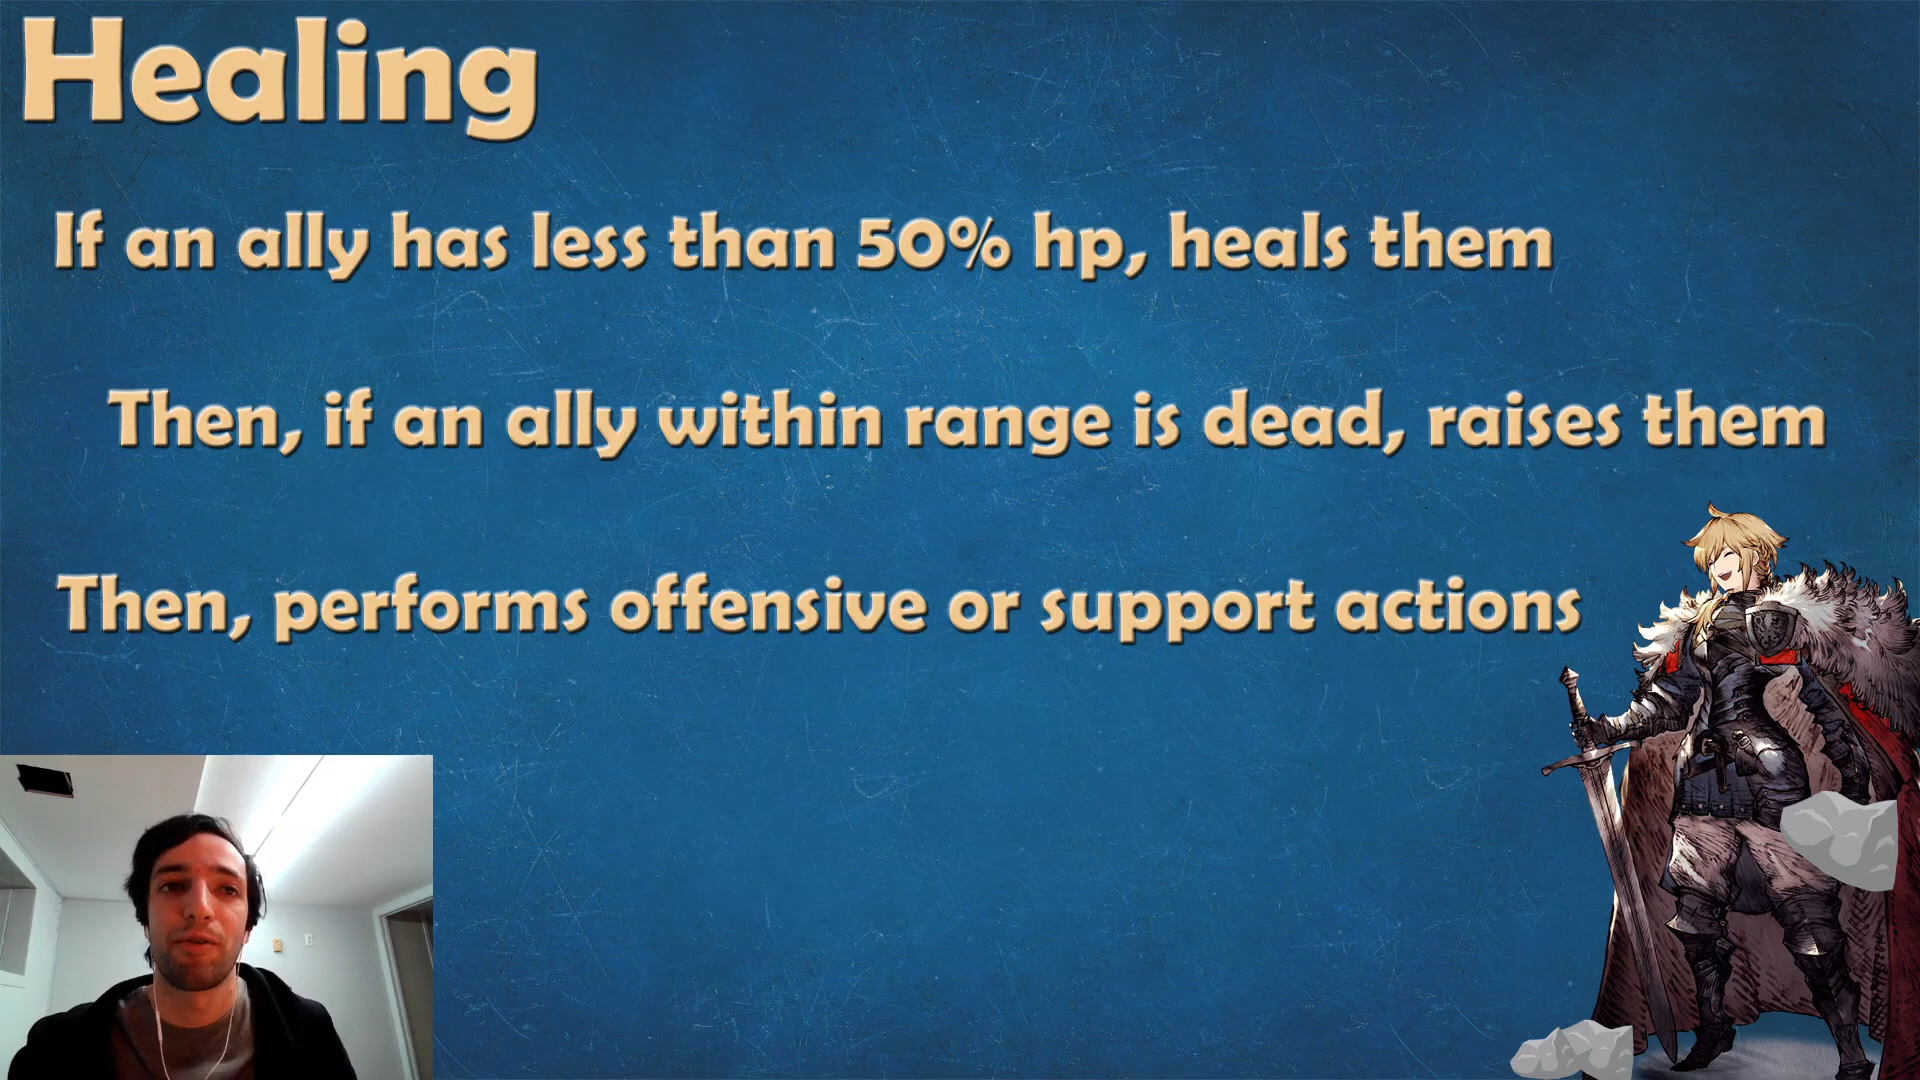 Healing
If an ally has less than 50% hp, heals them
Then, if an ally within range is dead, raises them
Then, performs offensive or support actions